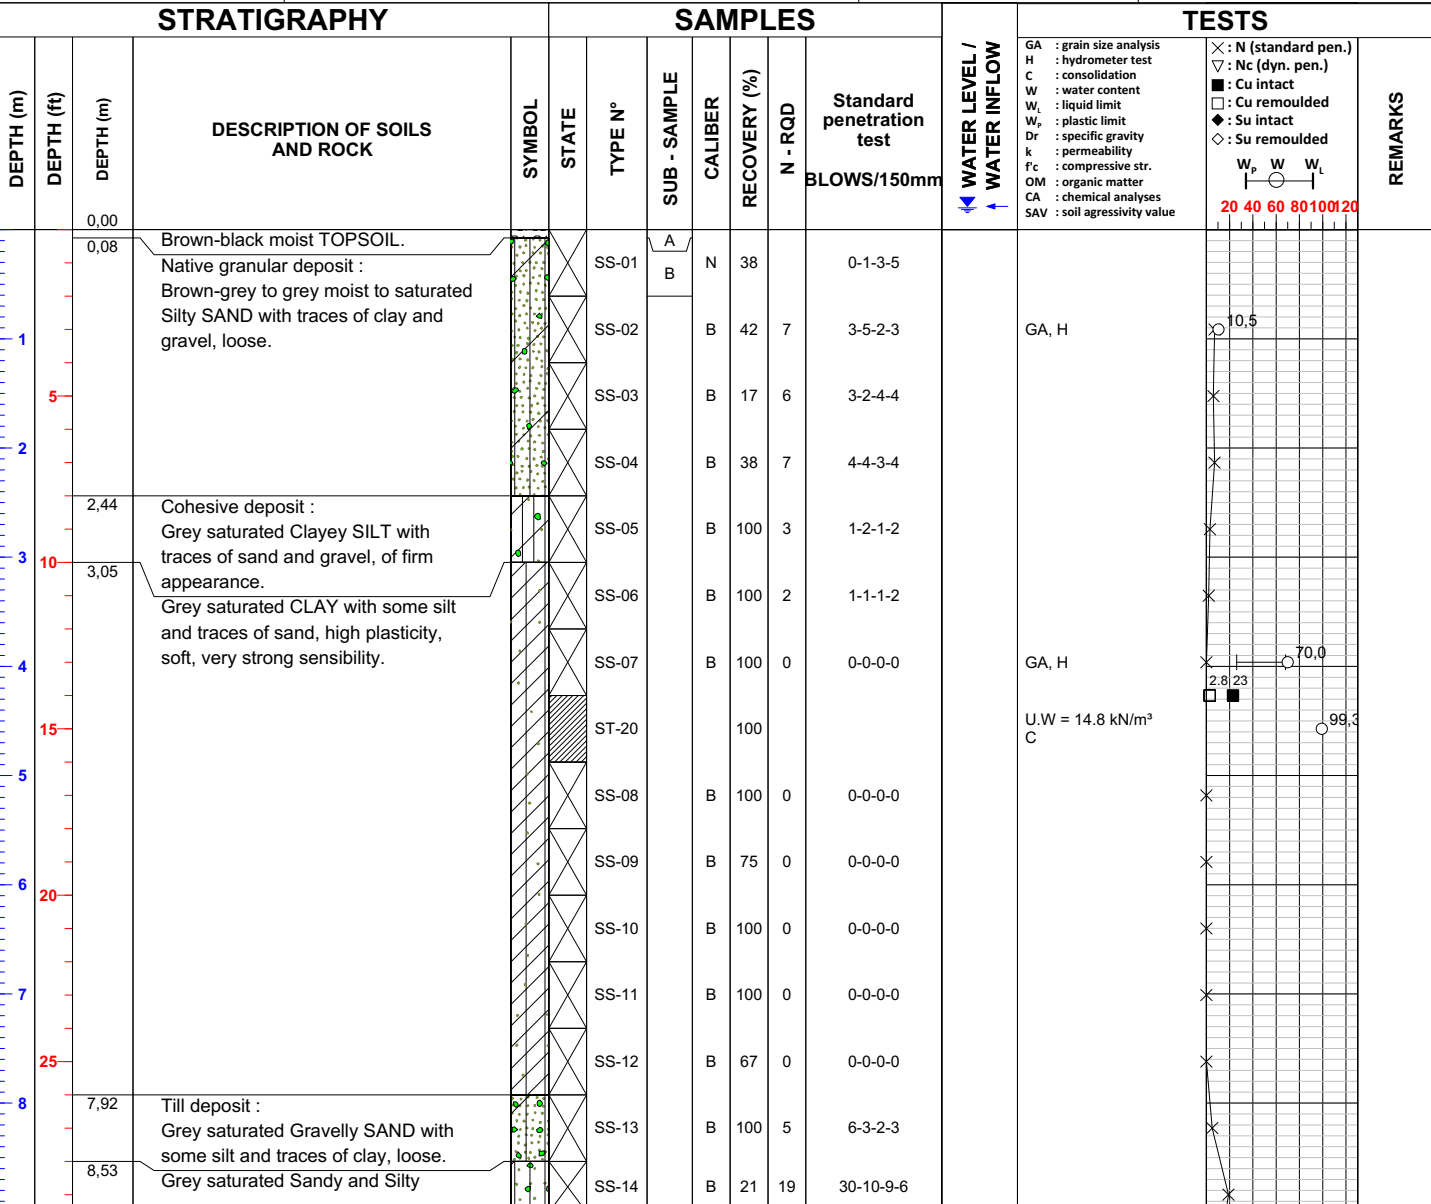 STRATIGRAPHY
SAMPLES
TESTS
DEPTH (m)
DEPTH (ft)
DEPTH (m)
DESCRIPTION OF SOILS
AND ROCK
SYMBOL
STATE
TYPE N°
SUB - SAMPLE
CALIBER
RECOVERY (%)
N - RQD
Standard
penetration
test
BLOWS/150mm
WATER LEVEL /
WATER INFLOW
GA : grain size analysis
H : hydrometer test
C : consolidation
W : water content
WL : liquid limit
WP : plastic limit
Dr : specific gravity
k : permeability
f'c : compressive str.
OM : organic matter
CA : chemical analyses
SAV : soil agressivity value
: N (standard pen.)
: Nc (dyn. pen.)
: Cu intact
: Cu remoulded
: Su intact
: Su remoulded
WP W WL
20 40 60 80 100 120
REMARKS
0,00
0,08 Brown-black moist TOPSOIL.
Native granular deposit :
Brown-grey to grey moist to saturated
Silty SAND with traces of clay and
gravel, loose.
A
B
SS-01 N 38 0-1-3-5
SS-02 B 42 7 3-5-2-3 GA, H 10,5
1
SS-03 B 17 6 3-2-4-4
5
2
SS-04 B 38 7 4-4-3-4
2,44 Cohesive deposit :
Grey saturated Clayey SILT with
traces of sand and gravel, of firm
appearance.
SS-05 B 100 3 1-2-1-2
3
10
3,05
Grey saturated CLAY with some silt
and traces of sand, high plasticity,
soft, very strong sensibility.
SS-06 B 100 2 1-1-1-2
SS-07 B 100 0 0-0-0-0 GA, H 70,0
4
2.8 23
15
ST-20 100 U.W = 14.8 kN/m³ 99,3
C
5
SS-08 B 100 0 0-0-0-0
SS-09 B 75 0 0-0-0-0
6
20
SS-10 B 100 0 0-0-0-0
7
SS-11 B 100 0 0-0-0-0
25
SS-12 B 67 0 0-0-0-0
8
7,92 Till deposit :
Grey saturated Gravelly SAND with
some silt and traces of clay, loose.
SS-13 B 100 5 6-3-2-3
8,53
Grey saturated Sandy and Silty
SS-14 B 21 19 30-10-9-6